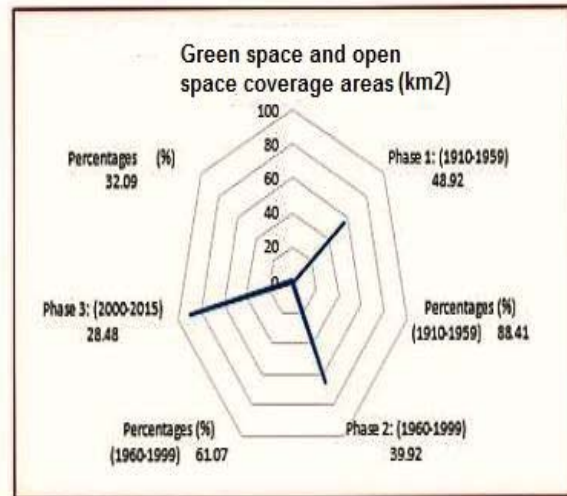 Green space and open
space coverage areas (km2)
100
80
60
40
20
0
Phase 1: (1910-1959)
48.92
Percentages (%)
(1910-1959) 88.41
Phase 2: (1960-1999)
39.92
Percentages (%)
(1960-1999) 61.07
Phase 3: (2000-2015)
28.48
Percentages (%)
32.09